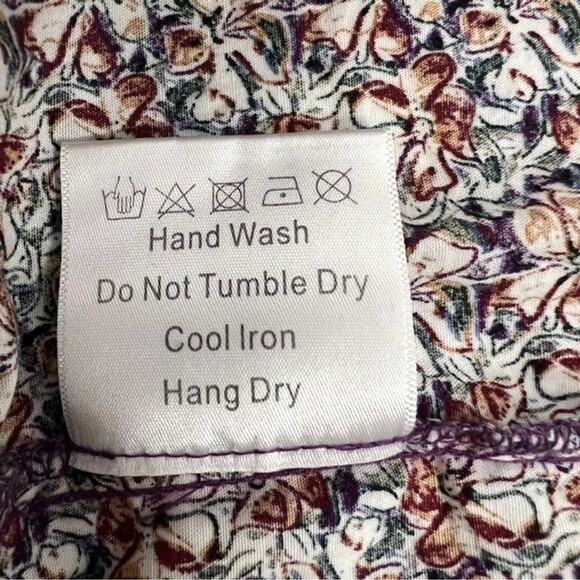 Hand Wash
Do Not Tumble Dry
Cool Iron
Hang Dry